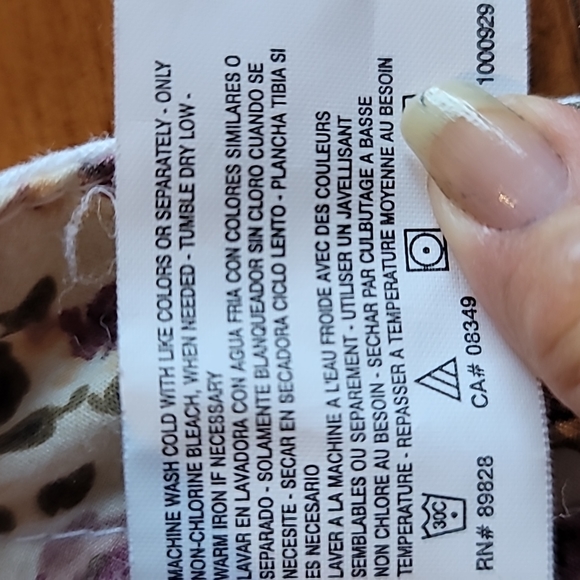 MACHINE WASH COLD WITH LIKE COLORS OR SEPARATELY - ONLY
NON-CHLORINE BLEACH, WHEN NEEDED - TUMBLE DRY LOW -
WARM IRON IF NECESSARY
LAVAR EN LAVADORA CON AGUA FRIA CON COLORES SIMILARES O
SEPARADO - SOLAMENTE BLANQUEADOR SIN CLORO CUANDO SE
NECESITE - SECAR EN SECADORA CICLO LENTO - PLANCHA TIBIA SI
ES NECESARIO
LAVER A LA MACHINE A L'EAU FROIDE AVEC DES COULEURS
SEMBLABLES OU SEPAREMENT - UTILISER UN JAVELLISANT
NON CHLORE AU BESOIN - SECHAR PAR CULBUTAGE A BASSE
TEMPERATURE - REPASSER A TEMPERATURE MOYENNE AU BESOIN
30C
RN# 89828 CA# 08349 1000929